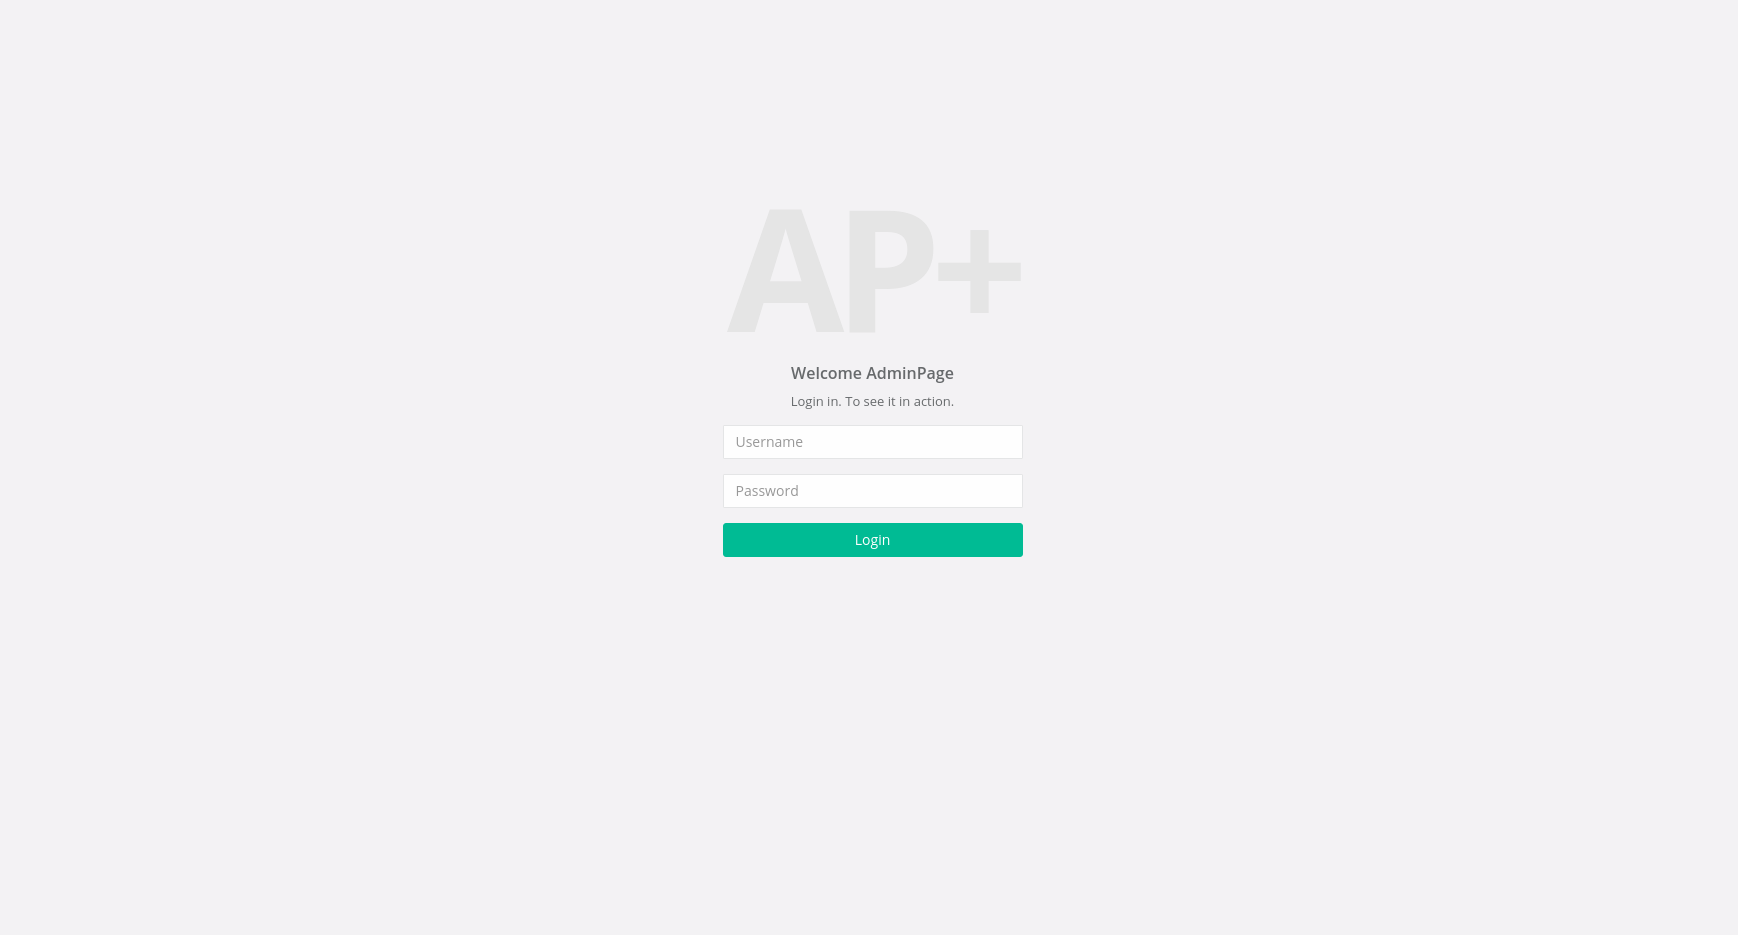 AP+
Welcome AdminPage
Login in. To see it in action.
Username
Password
Login